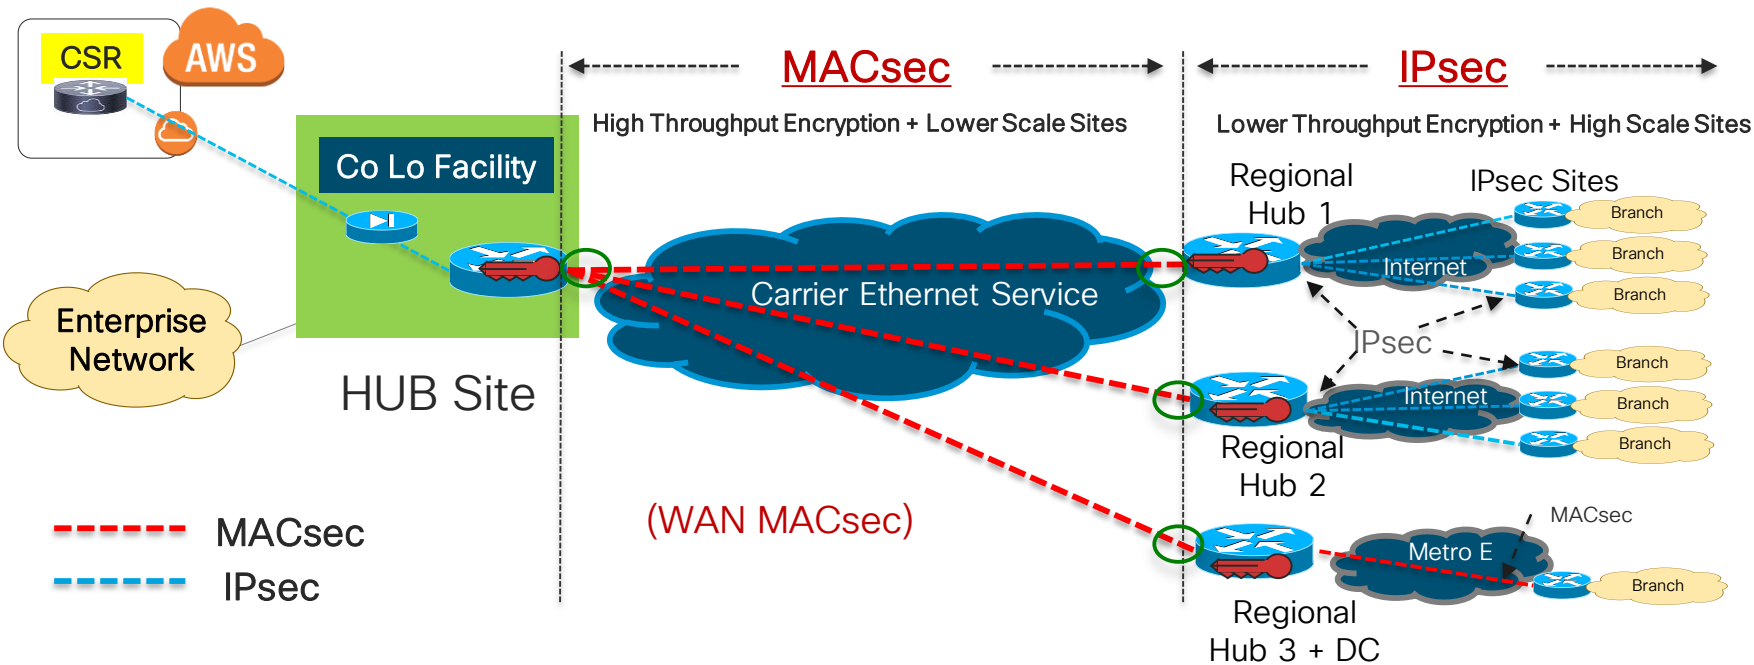 CSR
AWS
MACsec
IPsec
High Throughput Encryption + Lower Scale Sites
Lower Throughput Encryption + High Scale Sites
Co Lo Facility
Regional
Hub 1
IPsec Sites
Branch
Branch
Branch
Internet
Carrier Ethernet Service
Enterprise
Network
HUB Site
IPsec
Branch
Branch
Branch
Internet
Regional
Hub 2
(WAN MACsec)
MACsec
IPsec
MACsec
Metro E
Branch
Regional
Hub 3 + DC